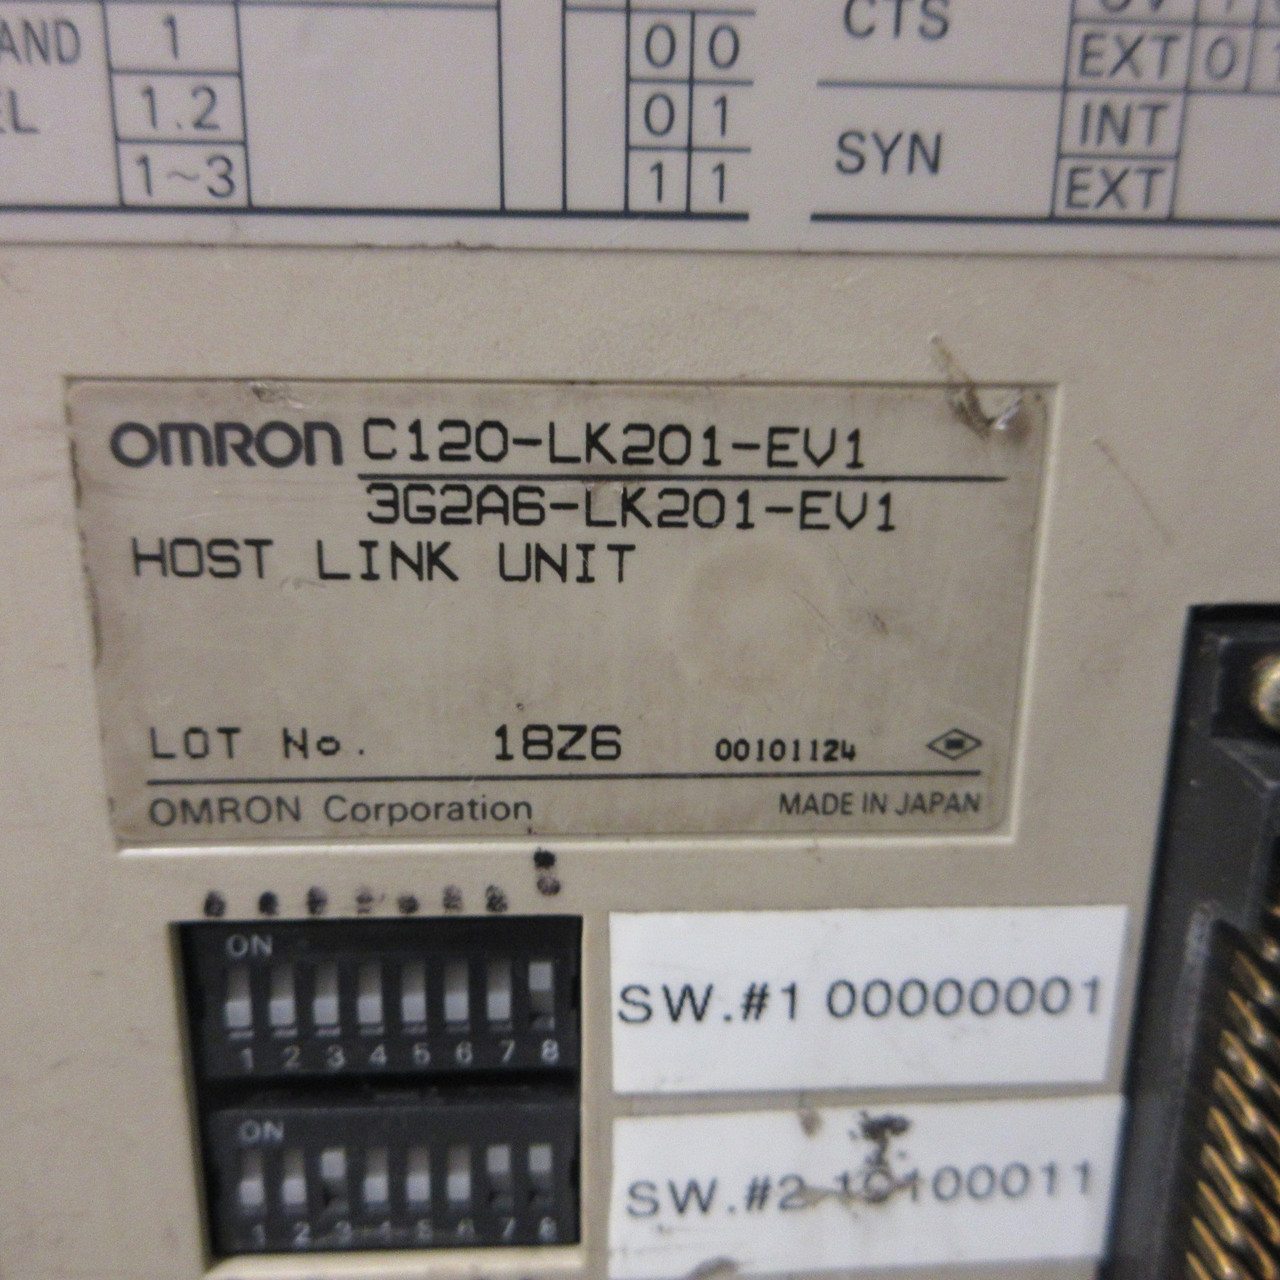 AND 1 0 0 CTS
EXT 0
1.2 0 1 INT
SYN
1~3 1 1 EXT
OMRON C120-LK201-EV1
3G2A6-LK201-EV1
HOST LINK UNIT
LOT No. 18Z6 00101124
OMRON Corporation MADE IN JAPAN
ON
1 2 3 4 5 6 7 8
SW.#1 00000001
ON
1 2 3 4 5 6 7 8
SW.#2 10100011